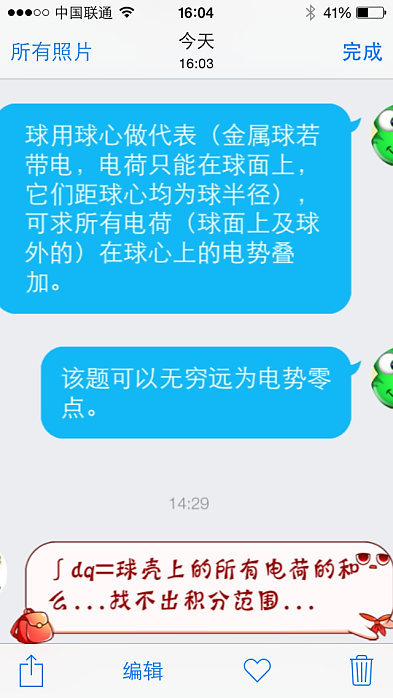 中国联通 16:04 41%
所有照片 今天 完成
16:03
球用球心做代表（金属球若
带电，电荷只能在球面上，
它们距球心均为球半径），
可求所有电荷（球面上及球
外的）在球心上的电势叠
加。
该题可以无穷远为电势零
点。
14:29
∫dq=球壳上的所有电荷的和
么...找不出积分范围...
编辑